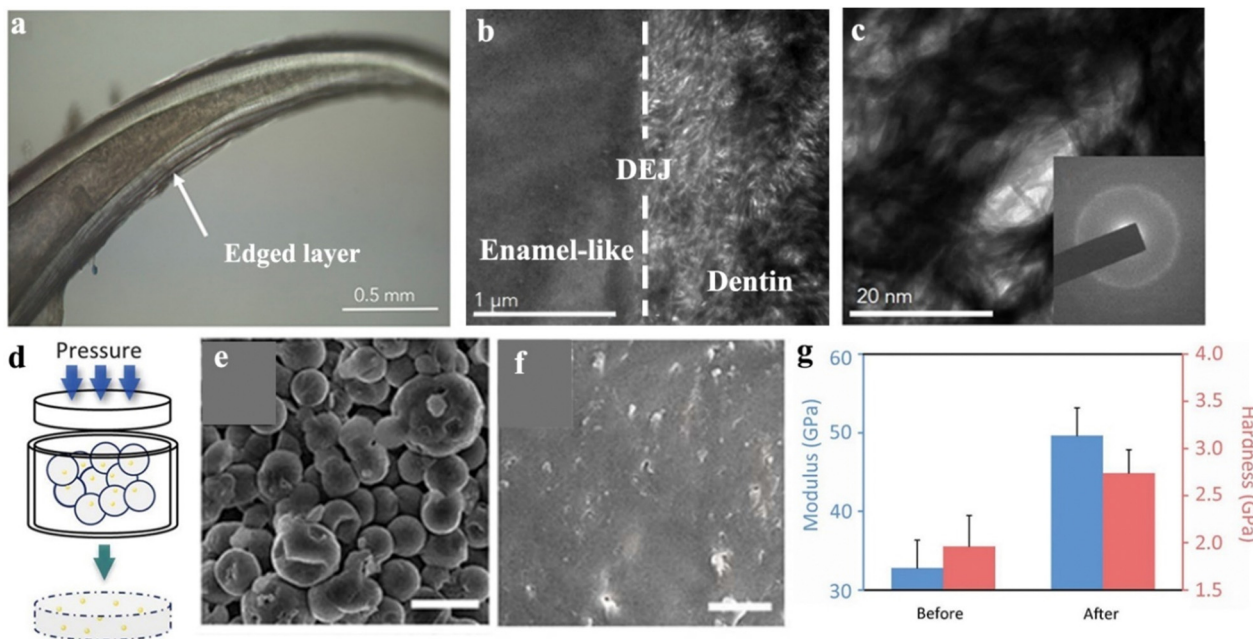 a
Edged layer
0.5 mm
b
DEJ
Enamel-like
Dentin
1 μm
c
20 nm
d
Pressure
e
f
g
60
50
40
30
Modulus (GPa)
4.0
3.5
3.0
2.5
2.0
1.5
Hardness (GPa)
Before
After